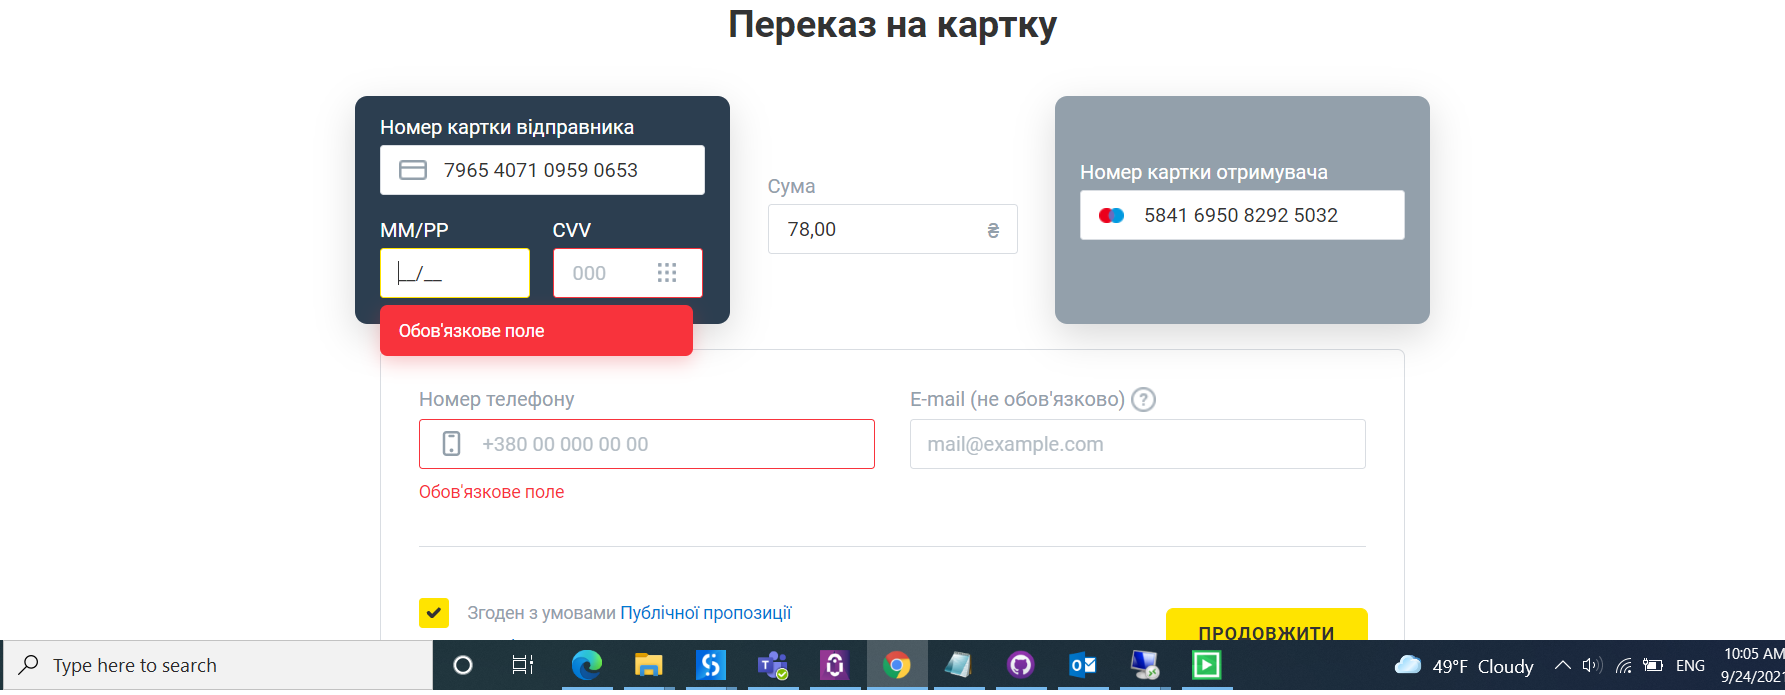 Переказ на картку
Номер картки відправника
7965 4071 0959 0653
ММ/РР
CVV
__/__
000
Обов'язкове поле
Сума
78,00 ₴
Номер картки отримувача
5841 6950 8292 5032
Номер телефону
+380 00 000 00 00
Обов'язкове поле
E-mail (не обов'язково) ?
mail@example.com
Згоден з умовами Публічної пропозиції
ПРОДОВЖИТИ
Type here to search
49°F Cloudy
ENG
10:05 AM
9/24/202